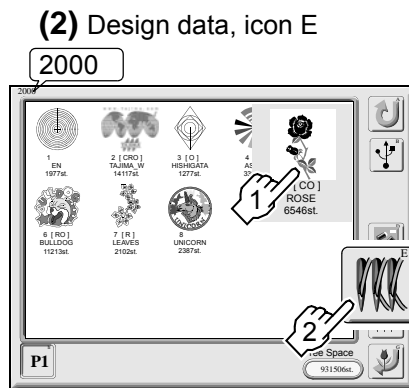 (2) Design data, icon E
2000
2000
1
EN
1977st.
2 [ CRO ]
TAJIMA_W
14117st.
3 [ O ]
HISHIGATA
1277st.
4
[ CO ]
ROSE
6546st.
6 [ RO ]
BULLDOG
11213st.
7 [ R ]
LEAVES
2102st.
8
UNICORN
2387st.
1
E
2
P1
Space
931506st.